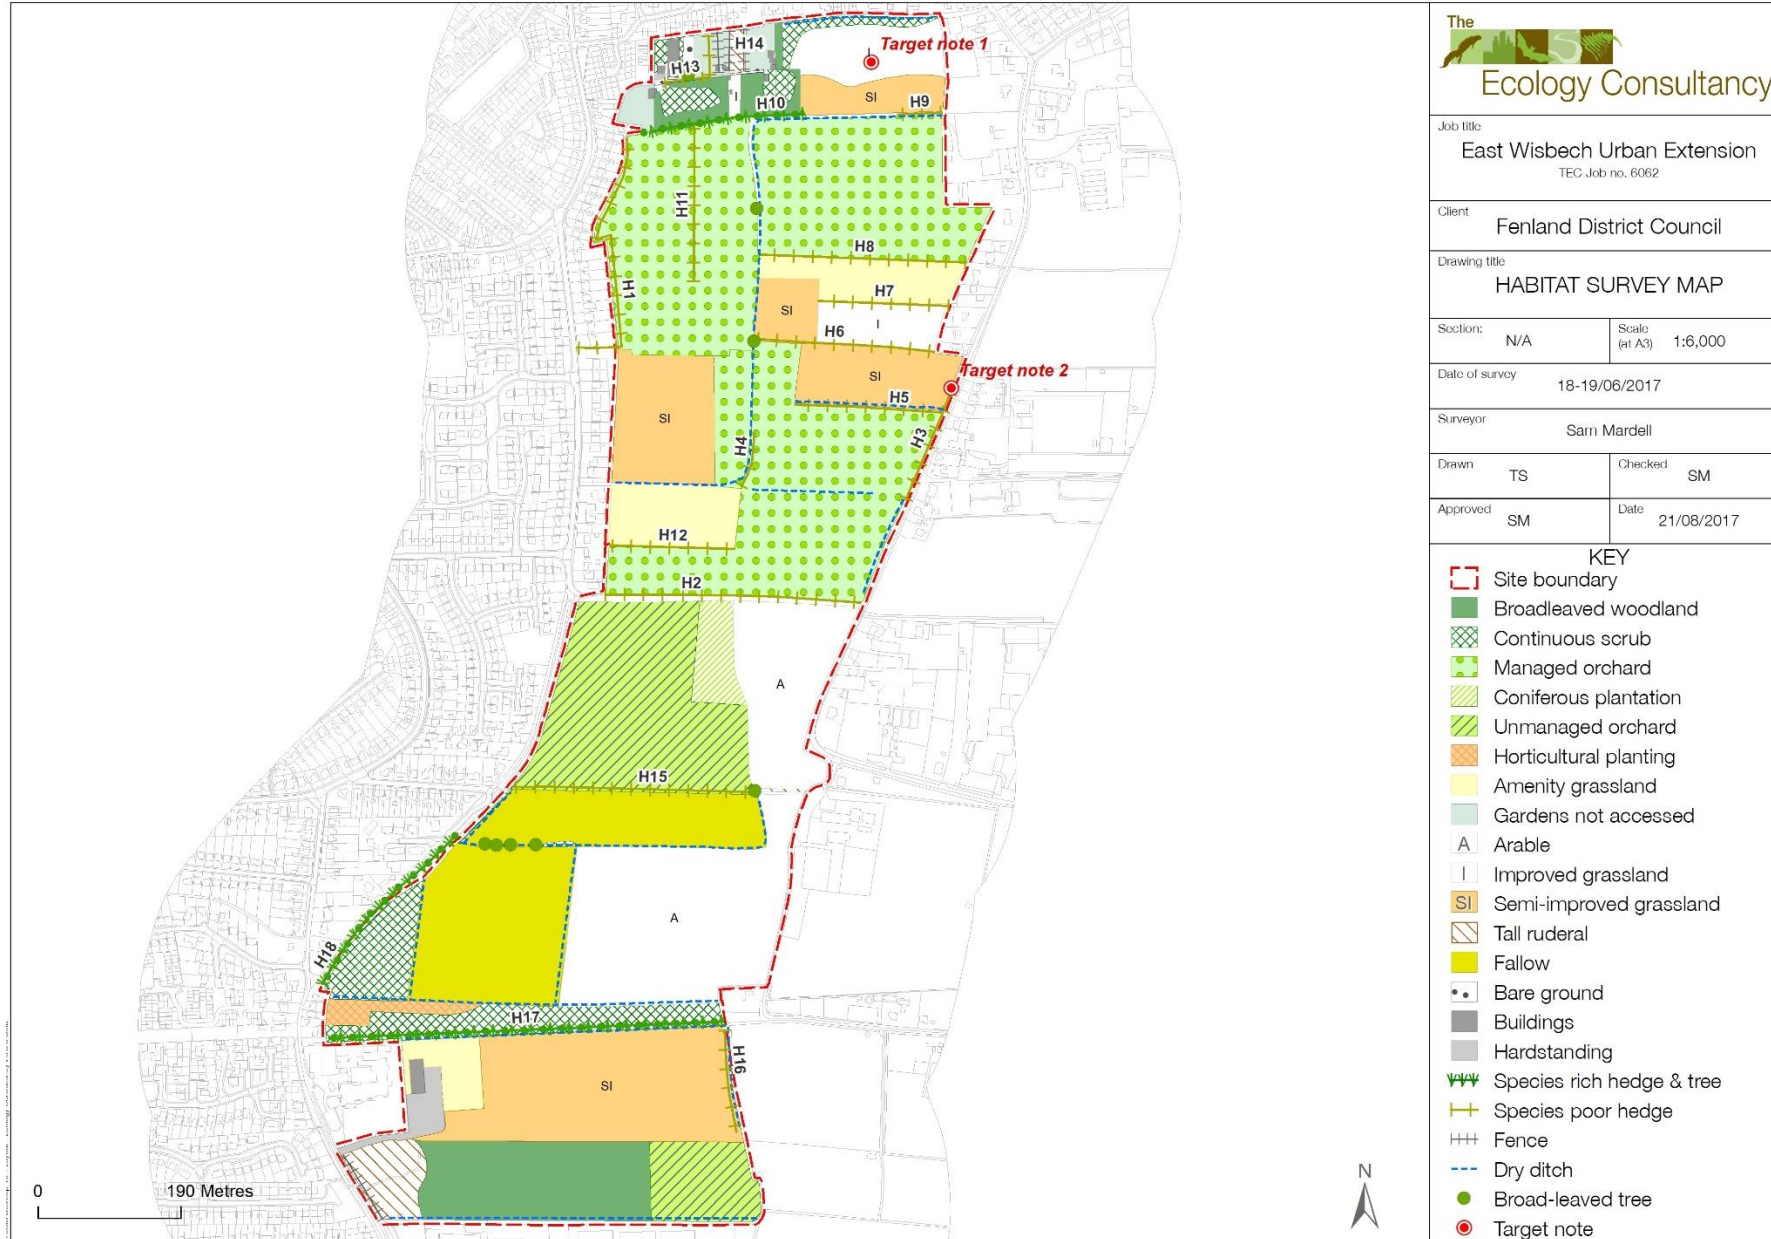 H14
Target note 1
H13
I
SI
H9
H10
H11
H8
H1
H7
SI
I
H6
Target note 2
SI
H5
SI
H4
H3
H12
H2
A
H15
A
H18
H17
H16
SI
0
190 Metres
N
The
Ecology Consultancy
Job title
East Wisbech Urban Extension
TEC Job no. 6062
Client
Fenland District Council
Drawing title
HABITAT SURVEY MAP
Section:
N/A
Scale
(at A3)
1:6,000
Date of survey
18-19/06/2017
Surveyor
Sam Mardell
Drawn
TS
Checked
SM
Approved
SM
Date
21/08/2017
KEY
Site boundary
Broadleaved woodland
Continuous scrub
Managed orchard
Coniferous plantation
Unmanaged orchard
Horticultural planting
Amenity grassland
Gardens not accessed
A Arable
I Improved grassland
SI Semi-improved grassland
Tall ruderal
Fallow
Bare ground
Buildings
Hardstanding
Species rich hedge & tree
Species poor hedge
Fence
Dry ditch
Broad-leaved tree
Target note